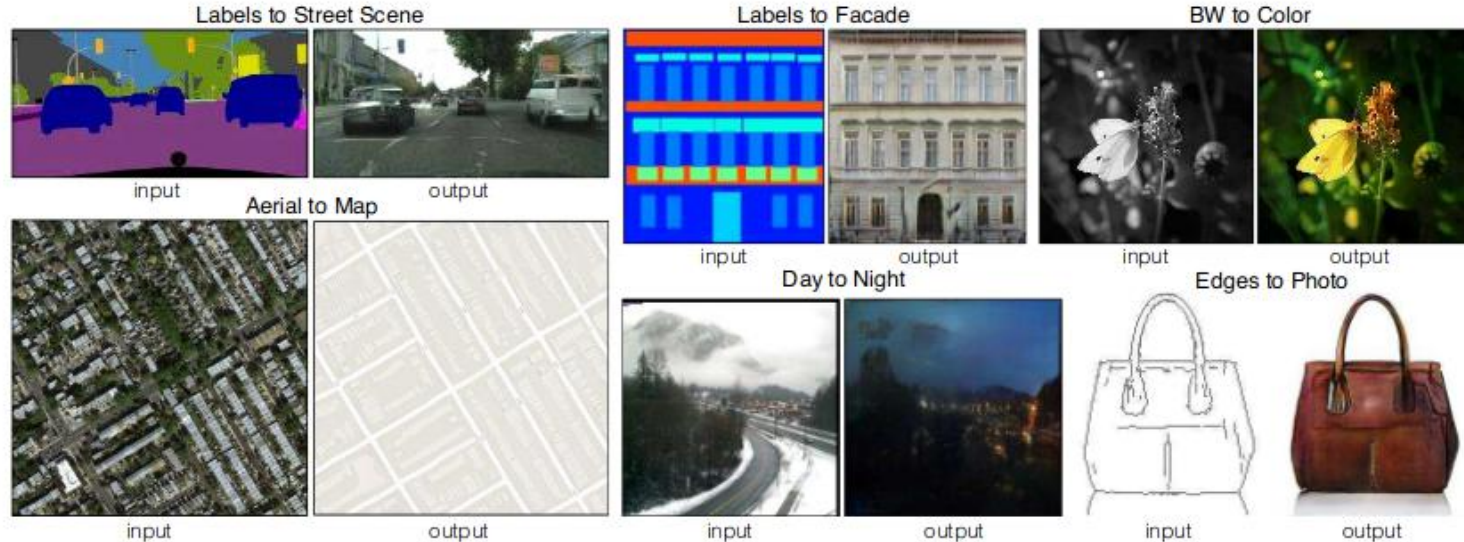 Labels to Street Scene
input
output
Aerial to Map
input
output
Labels to Facade
input
output
BW to Color
input
output
Day to Night
input
output
Edges to Photo
input
output